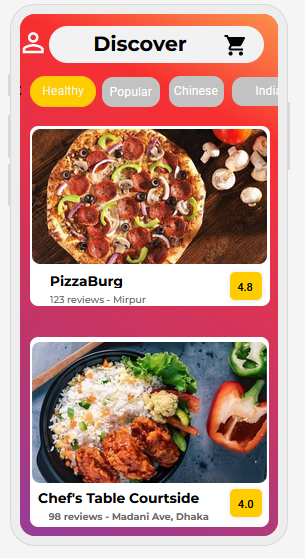 Discover
Healthy
Popular
Chinese
India
PizzaBurg
4.8
123 reviews - Mirpur
Chef's Table Courtside
4.0
98 reviews - Madani Ave, Dhaka